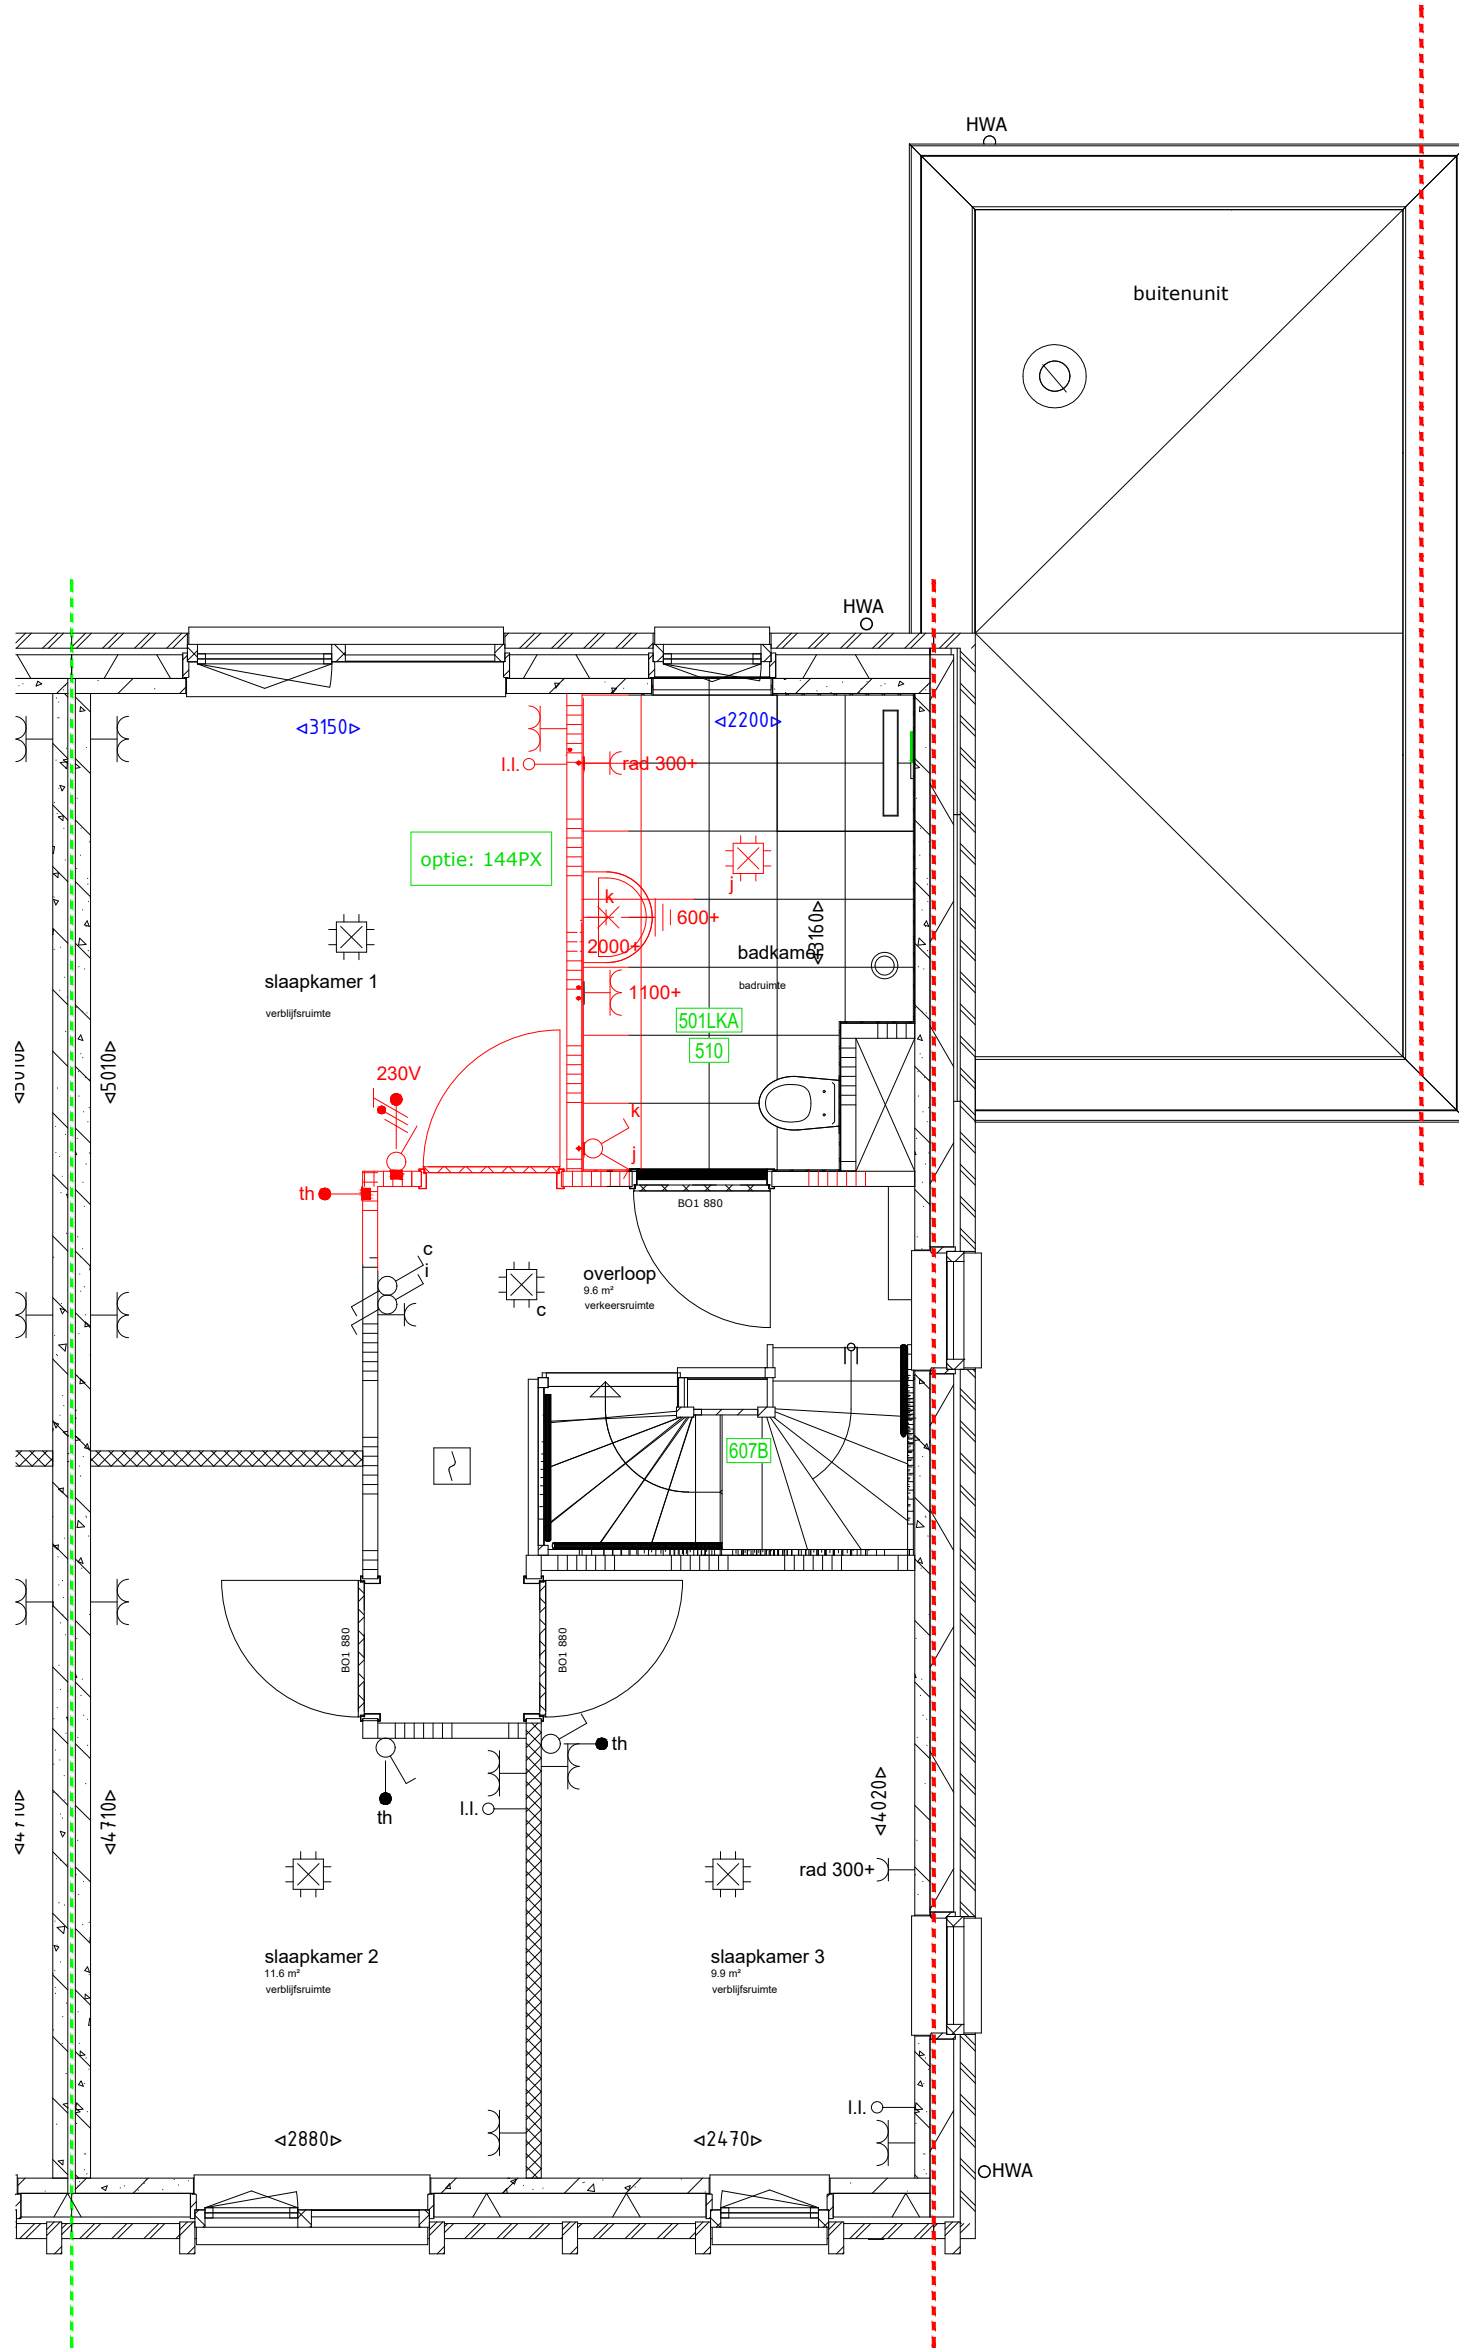 HWA
buitenunit
HWA
◁3150▷
◁2200▷
l.l.
rad 300+
optie: 144PX
j
k
600+
2000+
◁3160▷
badkamer
badruimte
slaapkamer 1
verblijfsruimte
1100+
501LKA
510
◁5010▷
◁5010▷
230V
k
j
th
BO1 880
c
i
overloop
9.6 m²
verkeersruimte
c
607B
BO1 880
BO1 880
th
th
l.l.
◁4710▷
◁4710▷
◁4020▷
rad 300+
slaapkamer 2
11.6 m²
verblijfsruimte
slaapkamer 3
9.9 m²
verblijfsruimte
l.l.
◁2880▷
◁2470▷
HWA